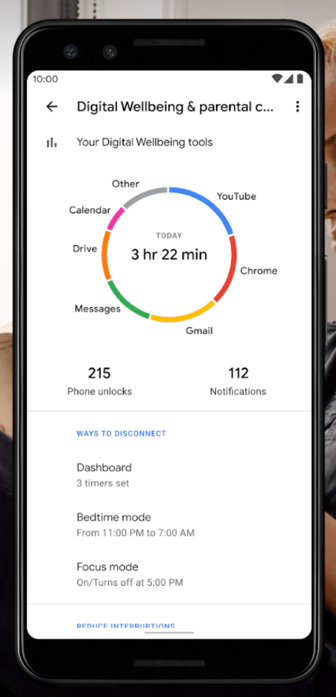 10:00
Digital Wellbeing & parental c...
Your Digital Wellbeing tools
Other
YouTube
Calendar
TODAY
Drive
3 hr 22 min
Chrome
Messages
Gmail
215
112
Phone unlocks
Notifications
WAYS TO DISCONNECT
Dashboard
3 timers set
Bedtime mode
From 11:00 PM to 7:00 AM
Focus mode
On/Turns off at 5:00 PM
REDUCE INTERRUPTIONS